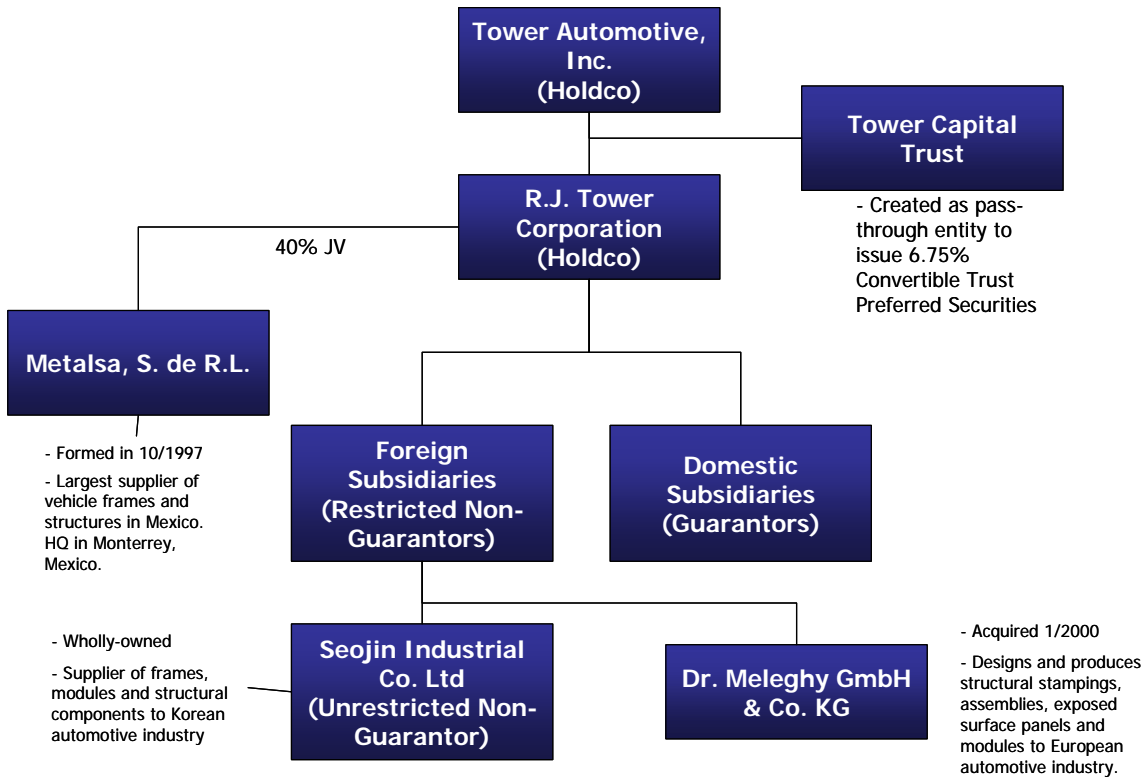 Tower Automotive,
Inc.
(Holdco)
Tower Capital
Trust
- Created as pass-
through entity to
issue 6.75%
Convertible Trust
Preferred Securities
R.J. Tower
Corporation
(Holdco)
40% JV
Metalsa, S. de R.L.
- Formed in 10/1997
- Largest supplier of
vehicle frames and
structures in Mexico.
HQ in Monterrey,
Mexico.
Foreign
Subsidiaries
(Restricted Non-
Guarantors)
Domestic
Subsidiaries
(Guarantors)
- Wholly-owned
- Supplier of frames,
modules and structural
components to Korean
automotive industry
Seojin Industrial
Co. Ltd
(Unrestricted Non-
Guarantor)
Dr. Meleghy GmbH
& Co. KG
- Acquired 1/2000
- Designs and produces
structural stampings,
assemblies, exposed
surface panels and
modules to European
automotive industry.